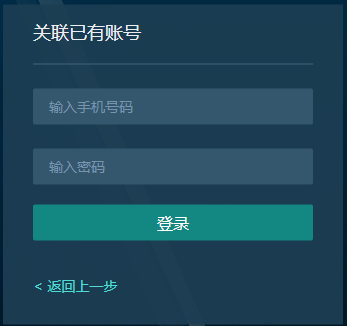 关联已有账号
输入手机号码
输入密码
登录
< 返回上一步